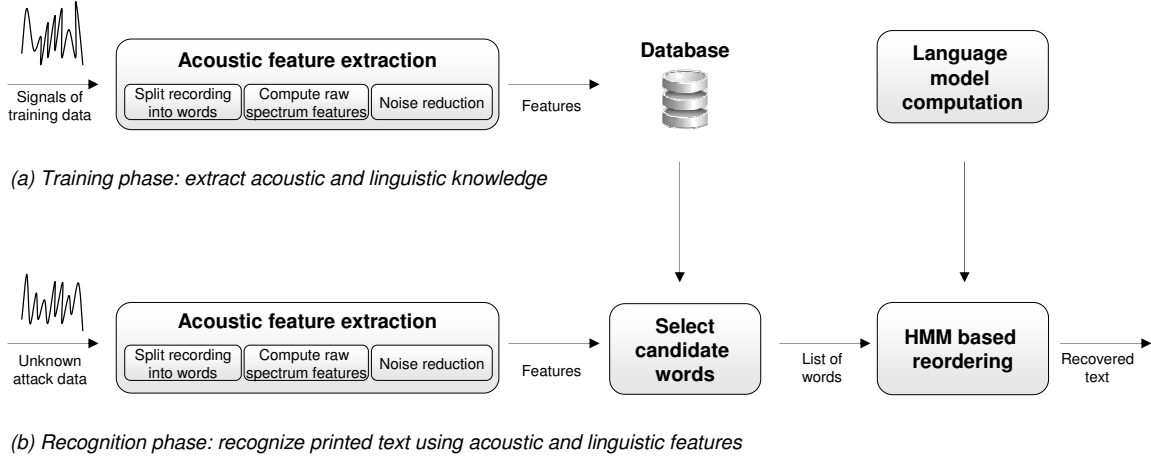 Acoustic feature extraction
Split recording
into words
Compute raw
spectrum features
Noise reduction
Signals of
training data
Features
Database
Language
model
computation
(a) Training phase: extract acoustic and linguistic knowledge
Acoustic feature extraction
Split recording
into words
Compute raw
spectrum features
Noise reduction
Unknown
attack data
Features
Select
candidate
words
List of
words
HMM based
reordering
Recovered
text
(b) Recognition phase: recognize printed text using acoustic and linguistic features